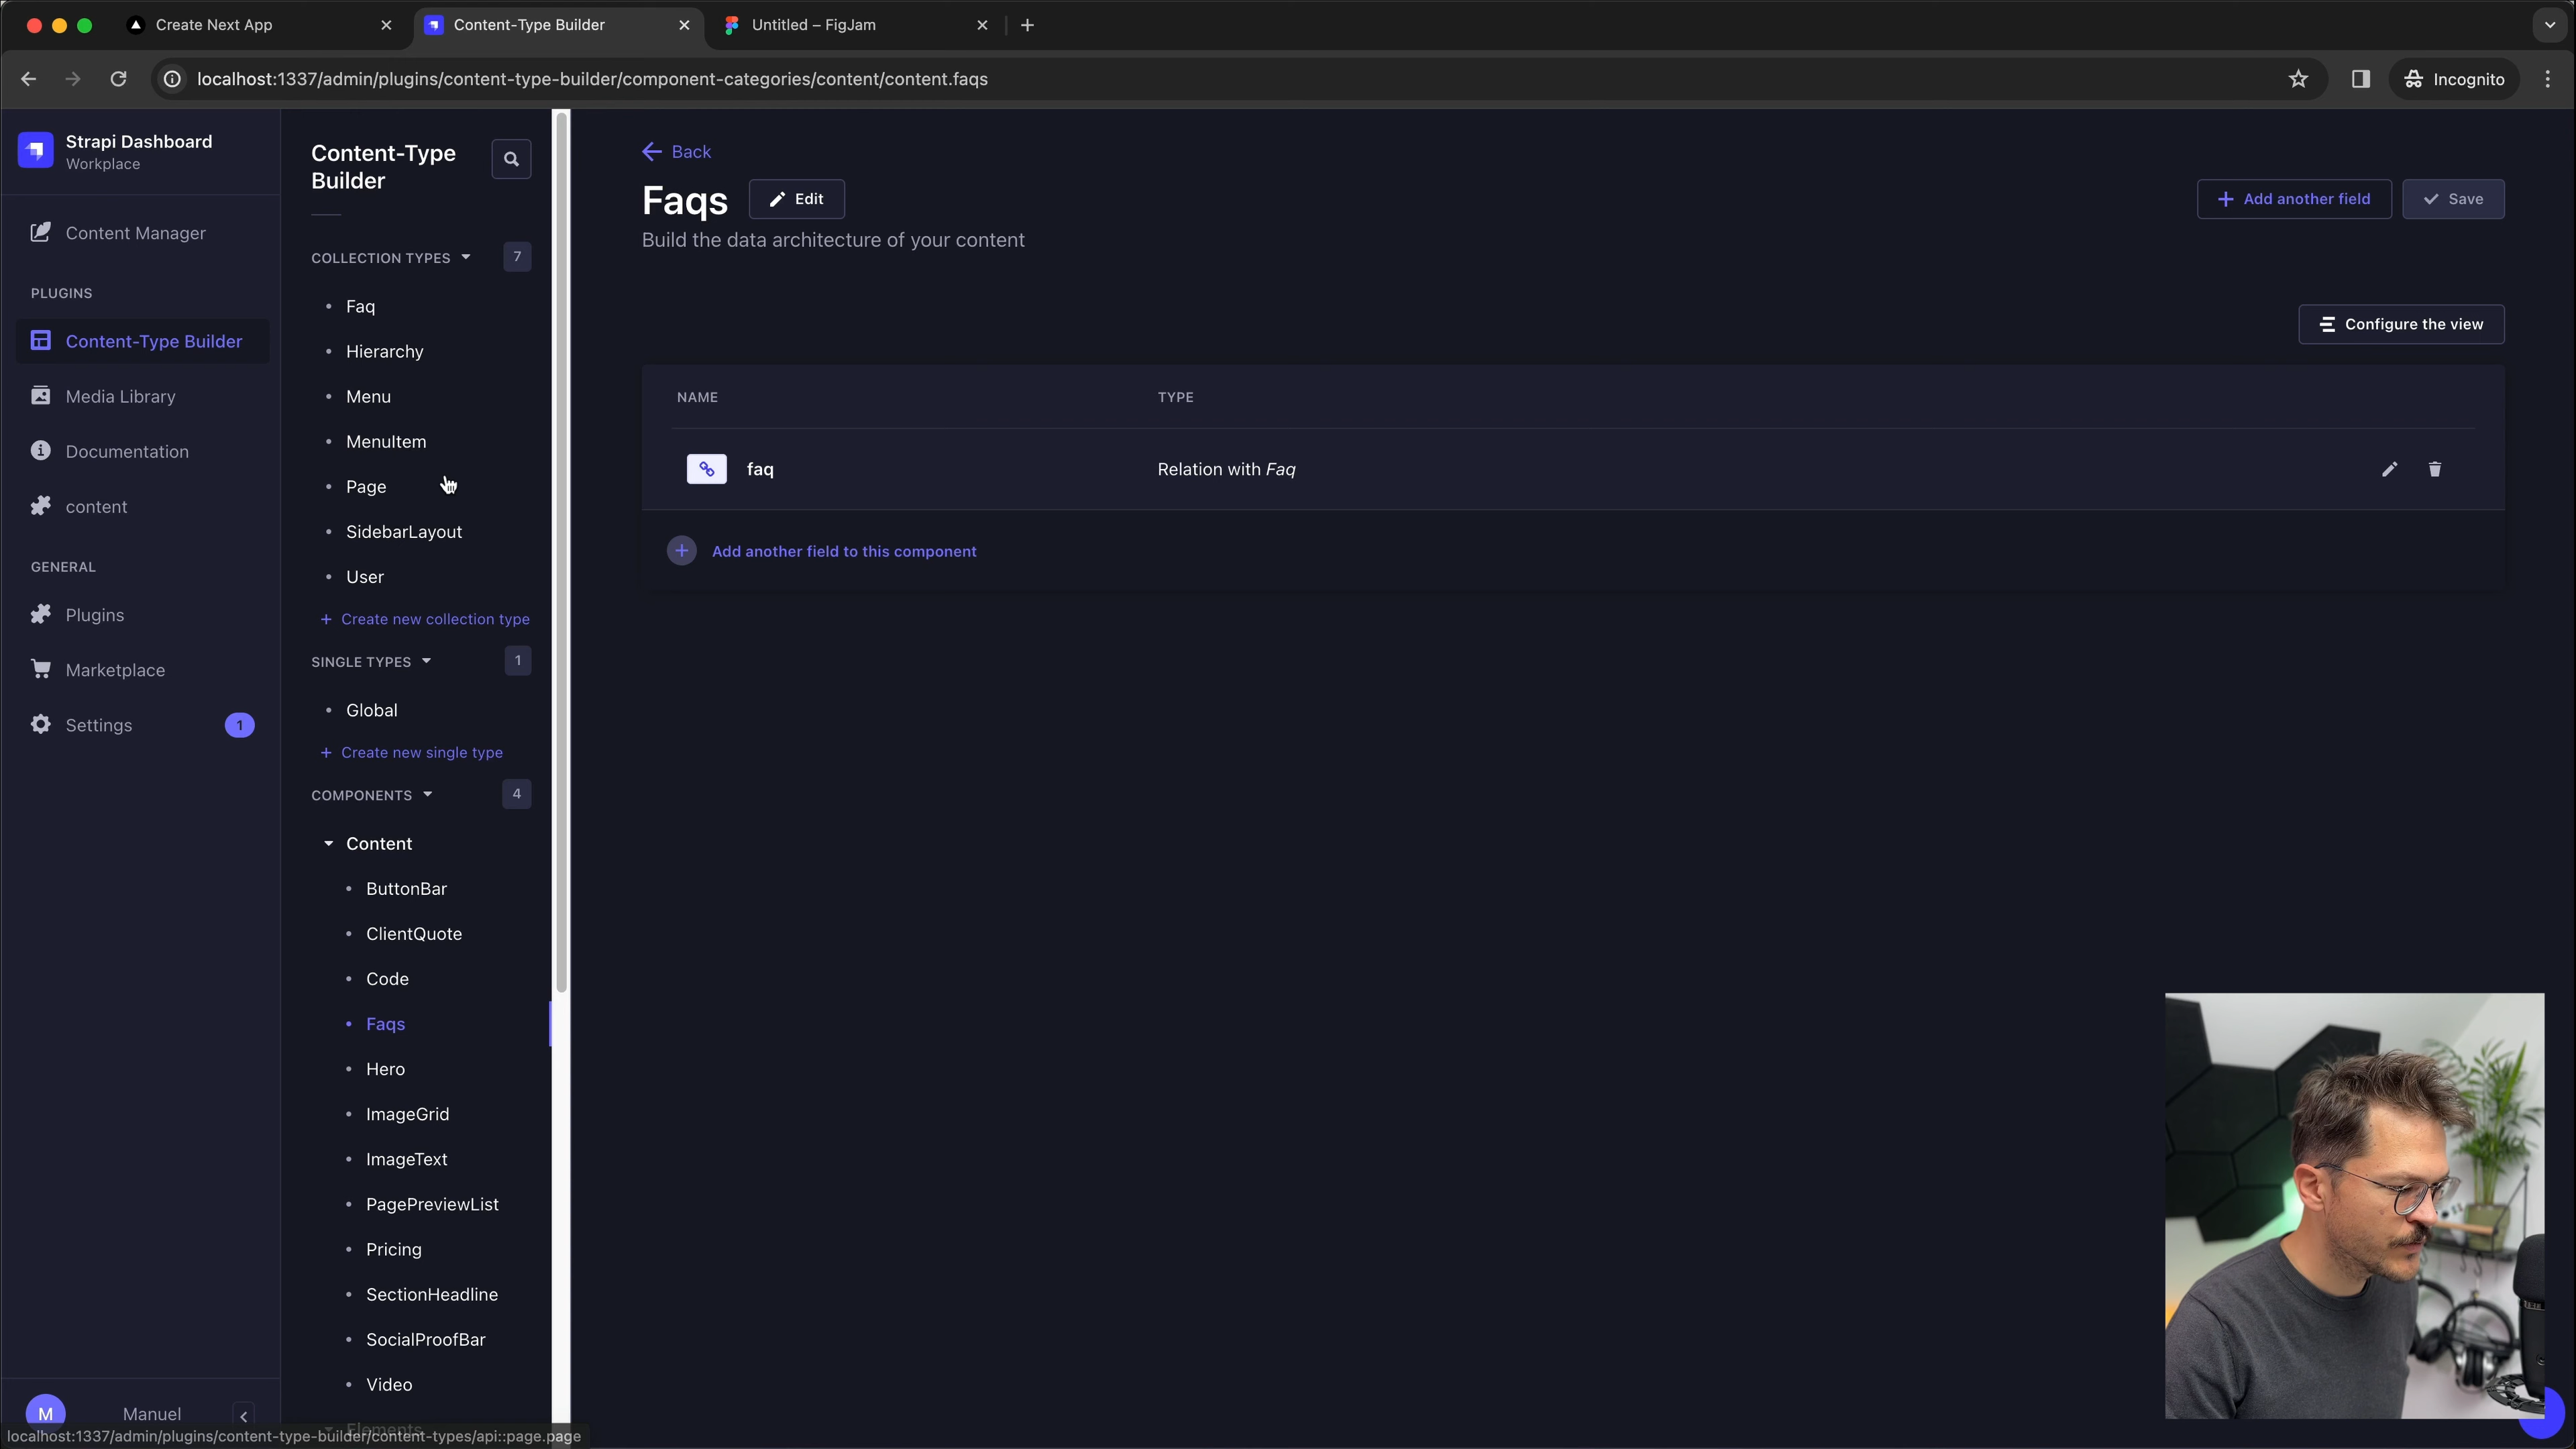 Create Next App
Content-Type Builder
Untitled – FigJam
localhost:1337/admin/plugins/content-type-builder/component-categories/content/content.faqs
Incognito
Strapi Dashboard
Workplace
Content Manager
PLUGINS
Content-Type Builder
Media Library
Documentation
content
GENERAL
Plugins
Marketplace
Settings
1
M
Manuel
Content-Type
Builder
COLLECTION TYPES
7
Faq
Hierarchy
Menu
MenuItem
Page
SidebarLayout
User
+ Create new collection type
SINGLE TYPES
1
Global
+ Create new single type
COMPONENTS
4
Content
ButtonBar
ClientQuote
Code
Faqs
Hero
ImageGrid
ImageText
PagePreviewList
Pricing
SectionHeadline
SocialProofBar
Video
Elements
Back
Faqs
Edit
Build the data architecture of your content
Add another field
Save
Configure the view
NAME
TYPE
faq
Relation with Faq
Add another field to this component
localhost:1337/admin/plugins/content-type-builder/content-types/api::page.page